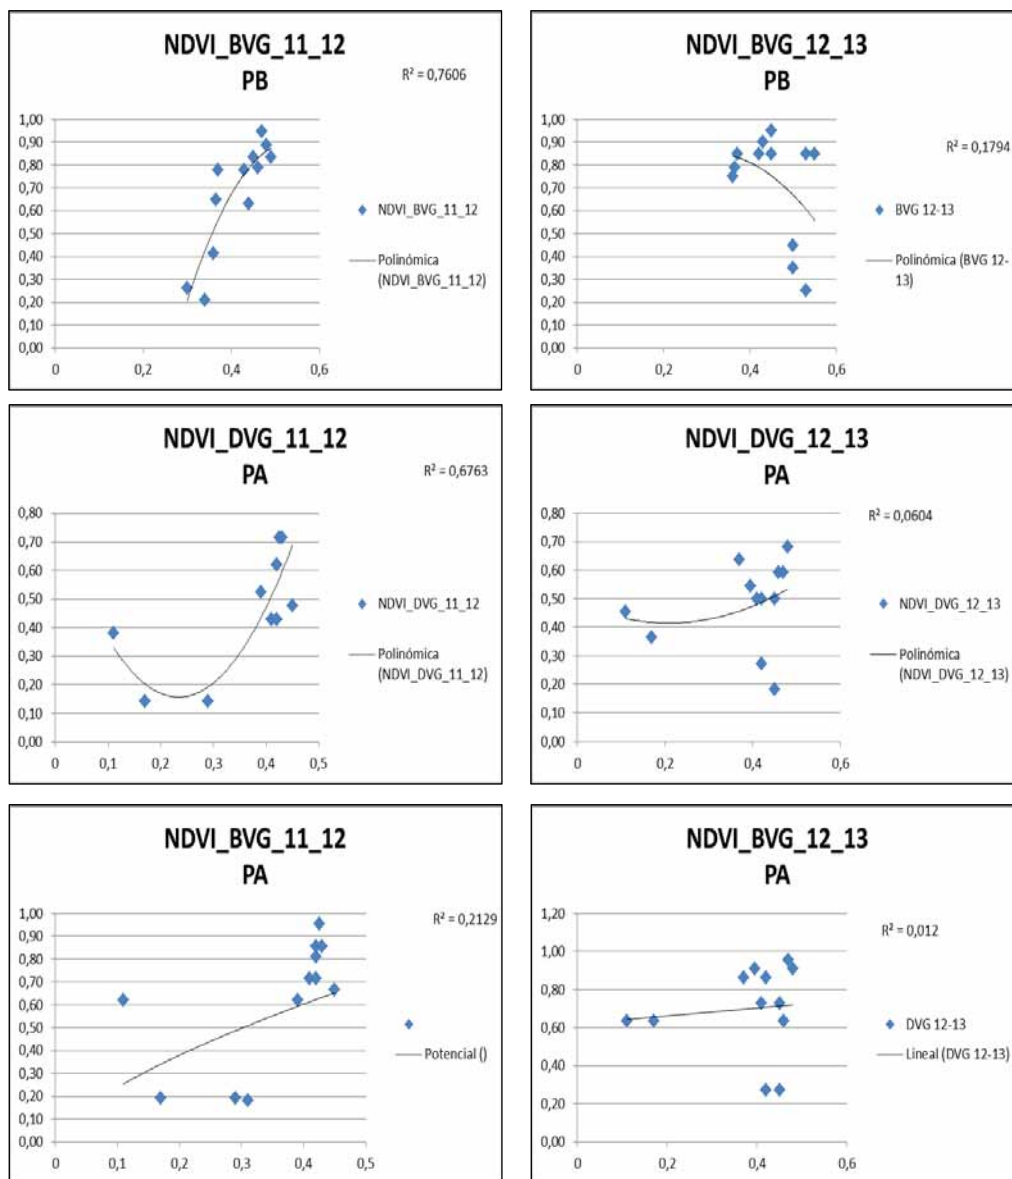 NDVI_BVG_11_12
PB
R² = 0,7606
1,00
0,90
0,80
0,70
0,60
0,50
0,40
0,30
0,20
0,10
0,00
0
0,2
0,4
0,6
NDVI_BVG_11_12
Polinómica
(NDVI_BVG_11_12)
NDVI_BVG_12_13
PB
R² = 0,1794
1,00
0,90
0,80
0,70
0,60
0,50
0,40
0,30
0,20
0,10
0,00
0
0,2
0,4
0,6
BVG 12-13
Polinómica (BVG 12-
13)
NDVI_DVG_11_12
PA
R² = 0,6763
0,80
0,70
0,60
0,50
0,40
0,30
0,20
0,10
0,00
0
0,1
0,2
0,3
0,4
0,5
NDVI_DVG_11_12
Polinómica
(NDVI_DVG_11_12)
NDVI_DVG_12_13
PA
R² = 0,0604
0,80
0,70
0,60
0,50
0,40
0,30
0,20
0,10
0,00
0
0,2
0,4
0,6
NDVI_DVG_12_13
Polinómica
(NDVI_DVG_12_13)
NDVI_BVG_11_12
PA
R² = 0,2129
1,00
0,90
0,80
0,70
0,60
0,50
0,40
0,30
0,20
0,10
0,00
0
0,1
0,2
0,3
0,4
0,5
Potencial ()
NDVI_BVG_12_13
PA
R² = 0,012
1,20
1,00
0,80
0,60
0,40
0,20
0,00
0
0,2
0,4
0,6
DVG 12-13
Lineal (DVG 12-13)